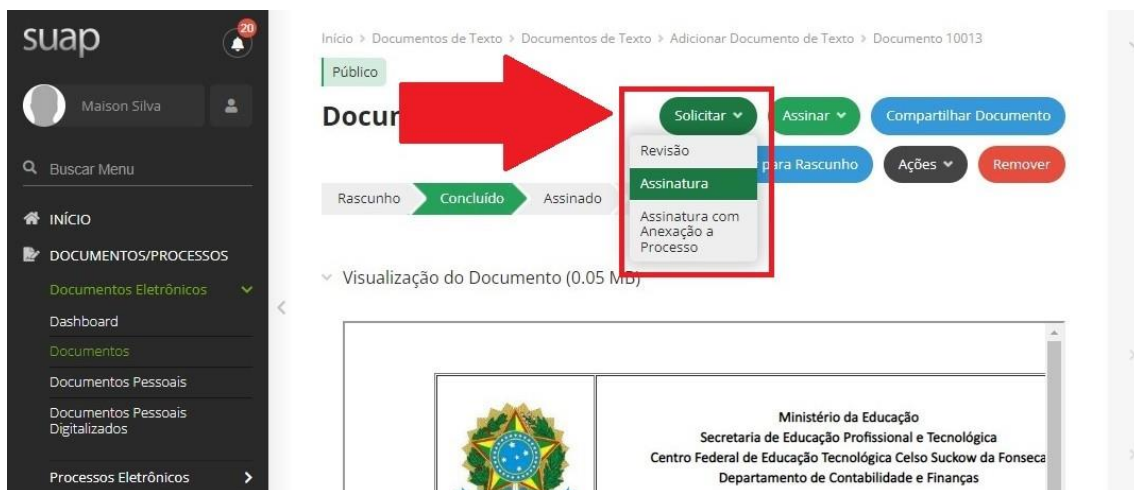 suap
20
Maison Silva
Buscar Menu
INÍCIO
DOCUMENTOS/PROCESSOS
Documentos Eletrônicos
Dashboard
Documentos
Documentos Pessoais
Documentos Pessoais
Digitalizados
Processos Eletrônicos
Início > Documentos de Texto > Documentos de Texto > Adicionar Documento de Texto > Documento 10013
Público
Docur
Solicitar
Assinar
Compartilhar Documento
Revisão
Assinatura
Assinatura com
Anexação a
Processo
para Rascunho
Ações
Remover
Rascunho
Concluído
Assinado
Visualização do Documento (0.05 MB)
Ministério da Educação
Secretaria de Educação Profissional e Tecnológica
Centro Federal de Educação Tecnológica Celso Suckow da Fonseca
Departamento de Contabilidade e Finanças